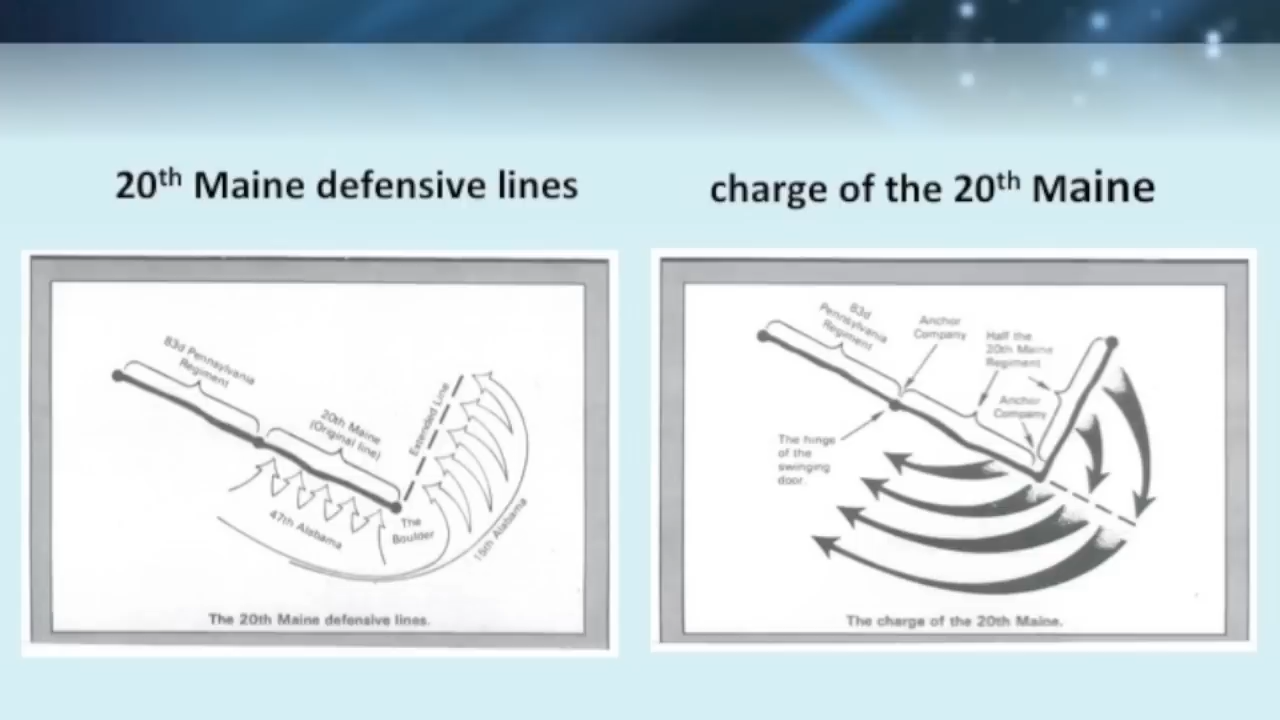 20th Maine defensive lines
charge of the 20th Maine
83d Pennsylvania
Regiment
20th Maine
(Original line)
Extended Line
47th Alabama
The
Boulder
15th Alabama
The 20th Maine defensive lines.
83d
Pennsylvania
Regiment
Anchor
Company
Half the
20th Maine
Regiment
Anchor
Company
The hinge
of the
swinging
door.
The charge of the 20th Maine.